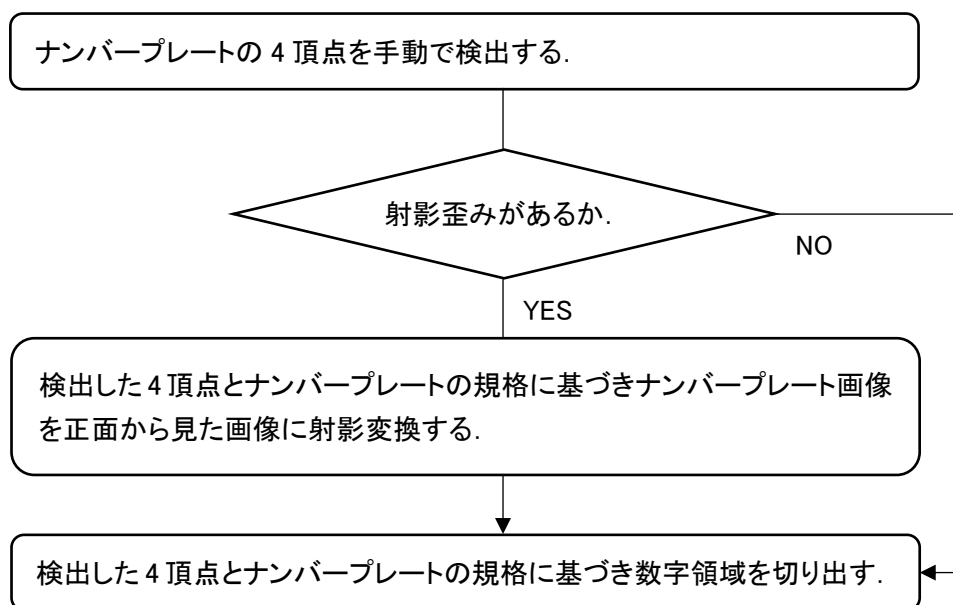 ナンバープレートの 4 頂点を手動で検出する.
射影歪みがあるか.
NO
YES
検出した 4 頂点とナンバープレートの規格に基づきナンバープレート画像
を正面から見た画像に射影変換する.
検出した 4 頂点とナンバープレートの規格に基づき数字領域を切り出す.